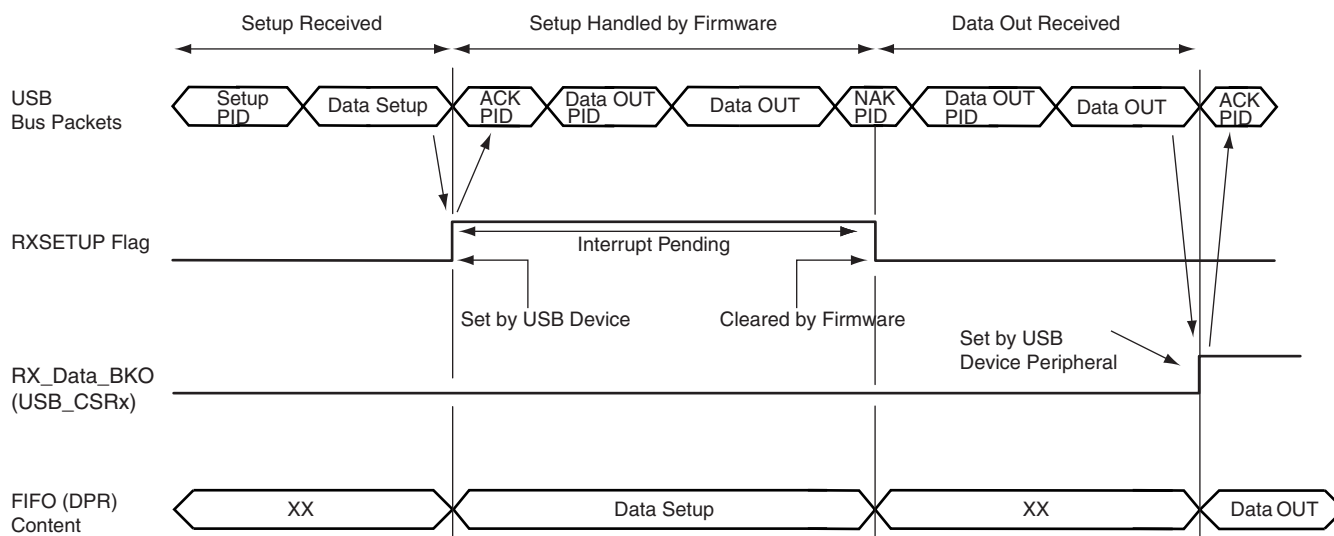 Setup Received
Setup Handled by Firmware
Data Out Received
USB
Bus Packets
Setup
PID
Data Setup
ACK
PID
Data OUT
PID
Data OUT
NAK
PID
Data OUT
PID
Data OUT
ACK
PID
RXSETUP Flag
Interrupt Pending
Set by USB Device
Cleared by Firmware
Set by USB
Device Peripheral
RX_Data_BKO
(USB_CSRx)
FIFO (DPR)
Content
XX
Data Setup
XX
Data OUT